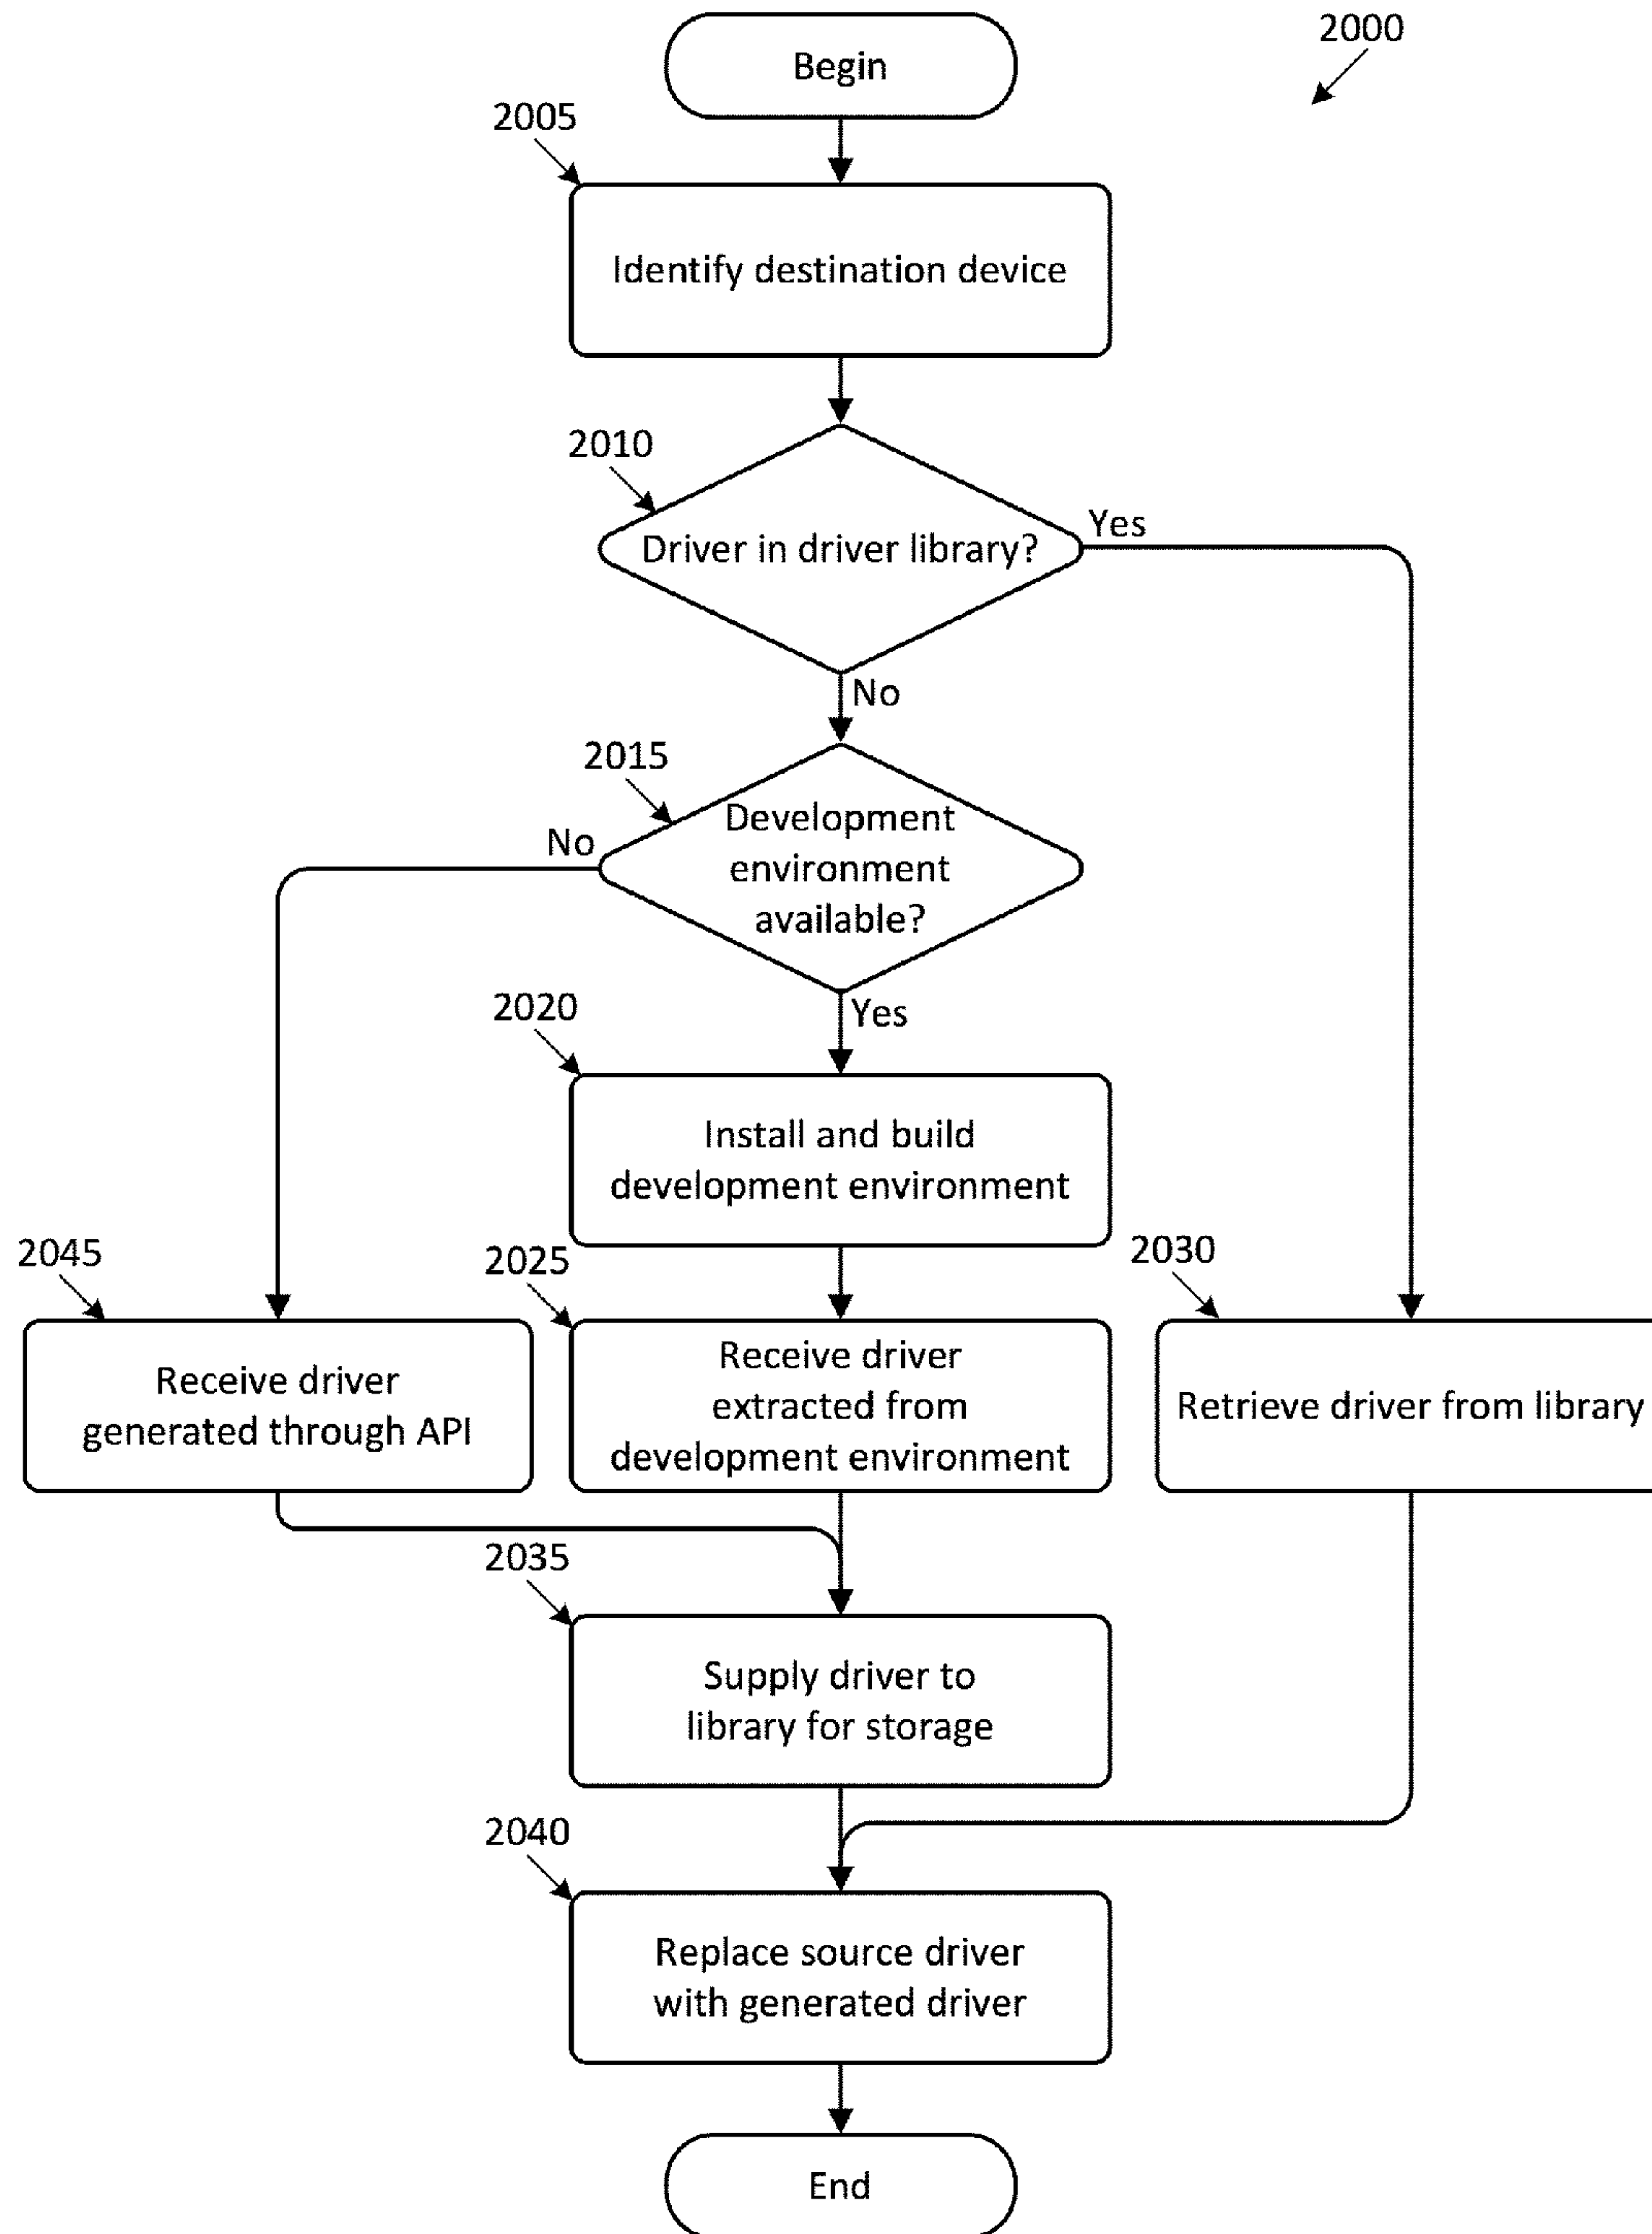 2000
Begin
2005
Identify destination device
2010
Driver in driver library?
Yes
No
2015
Development
environment
available?
No
Yes
2020
Install and build
development environment
2045
Receive driver
generated through API
2025
Receive driver
extracted from
development environment
2030
Retrieve driver from library
2035
Supply driver to
library for storage
2040
Replace source driver
with generated driver
End